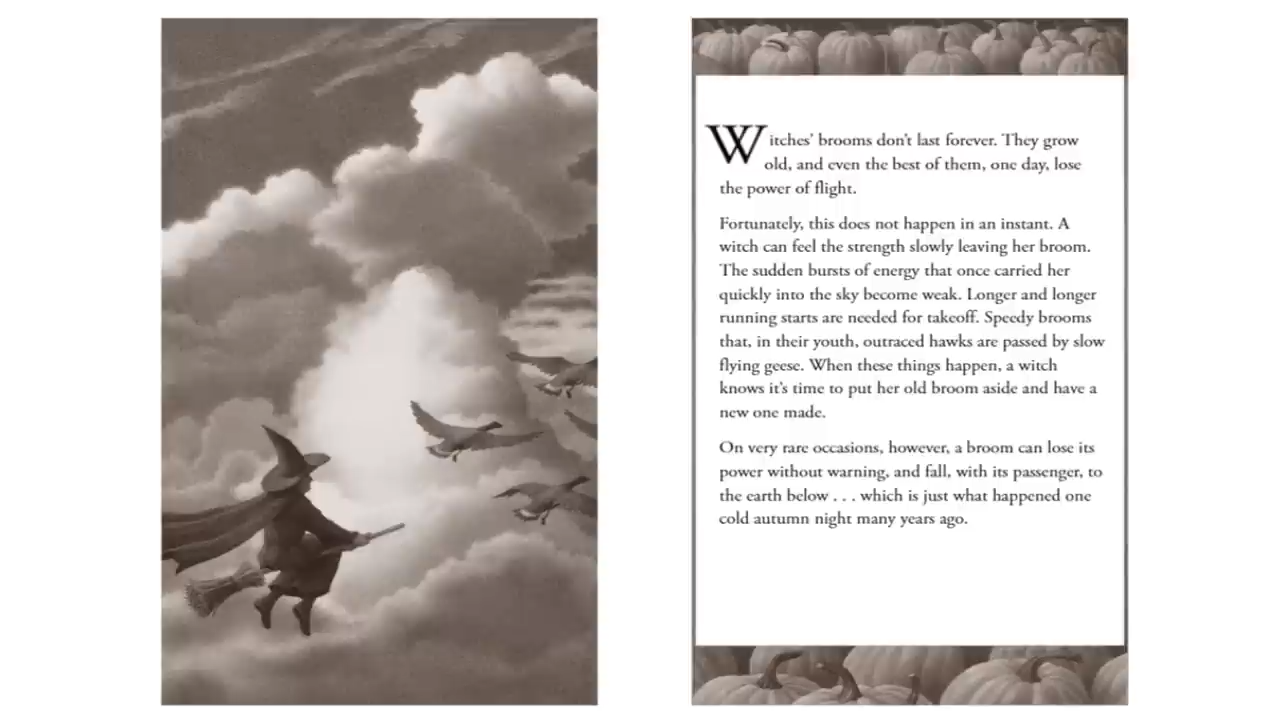 Witches' brooms don't last forever. They grow
old, and even the best of them, one day, lose
the power of flight.
Fortunately, this does not happen in an instant. A
witch can feel the strength slowly leaving her broom.
The sudden bursts of energy that once carried her
quickly into the sky become weak. Longer and longer
running starts are needed for takeoff. Speedy brooms
that, in their youth, outraced hawks are passed by slow
flying geese. When these things happen, a witch
knows it's time to put her old broom aside and have a
new one made.
On very rare occasions, however, a broom can lose its
power without warning, and fall, with its passenger, to
the earth below . . . which is just what happened one
cold autumn night many years ago.